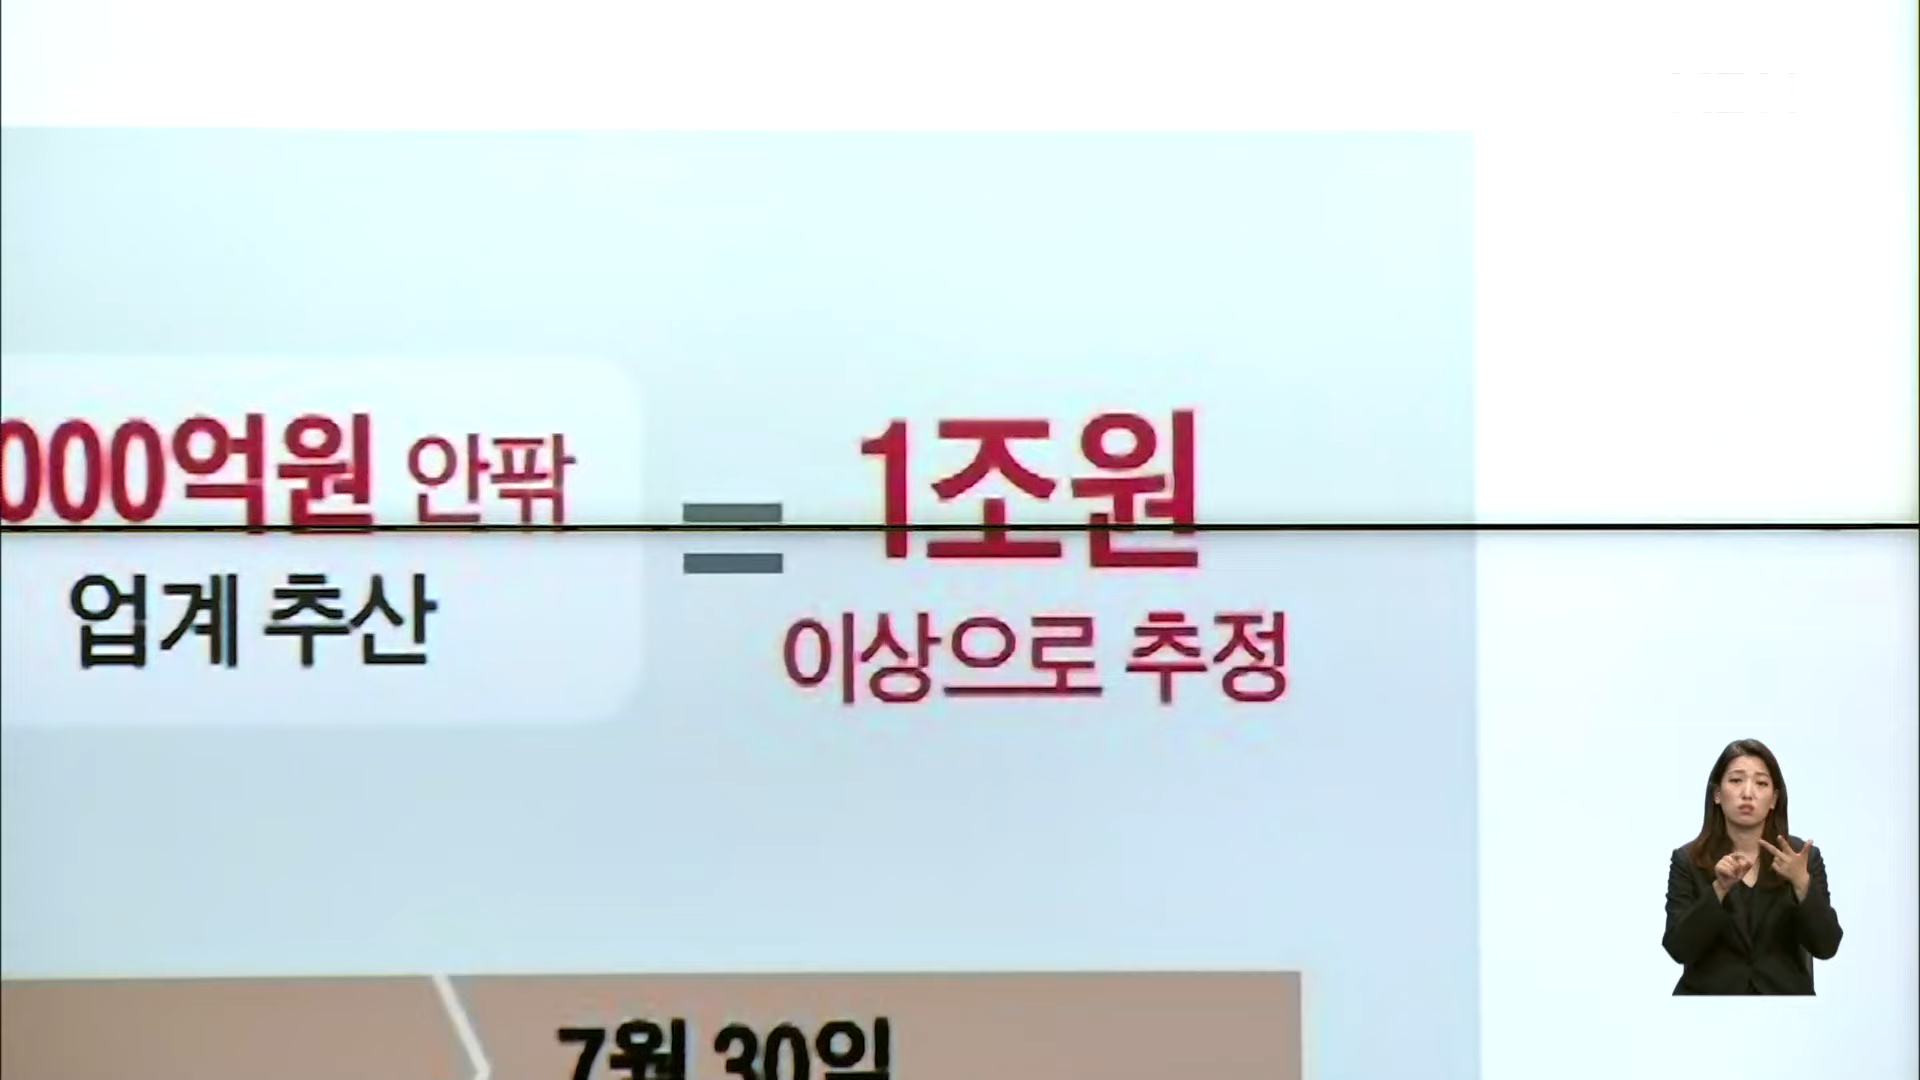 000억원 안팎
업계 추산
=
1조원
이상으로 추정
7월 30일